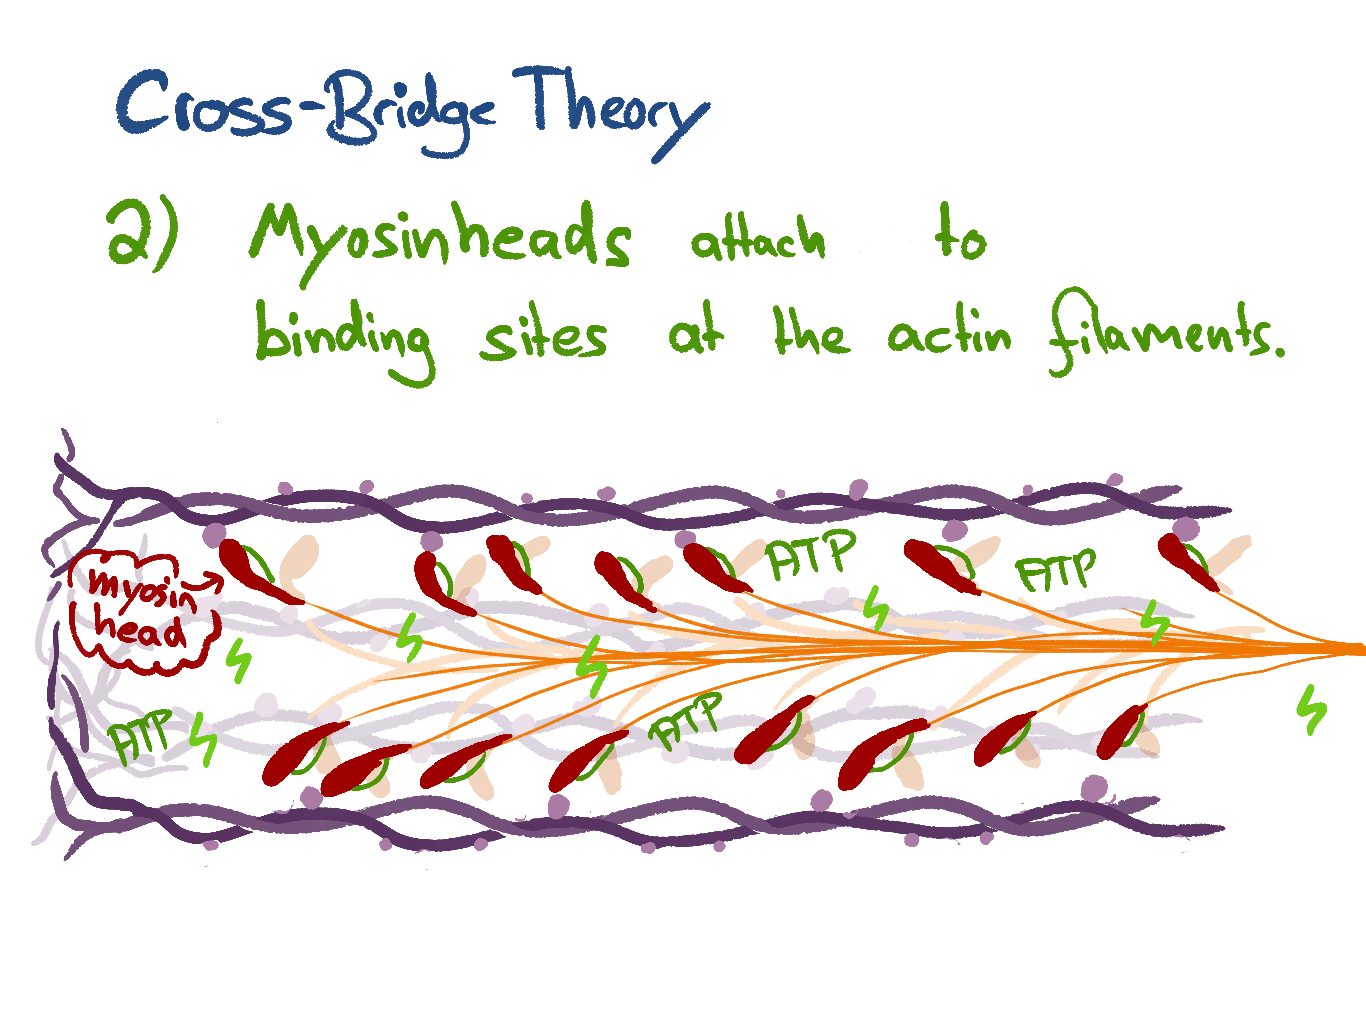 Cross-Bridge Theory
2) Myosinheads attach to
binding sites at the actin filaments.
myosin
head
ATP
ATP
ATP
ATP